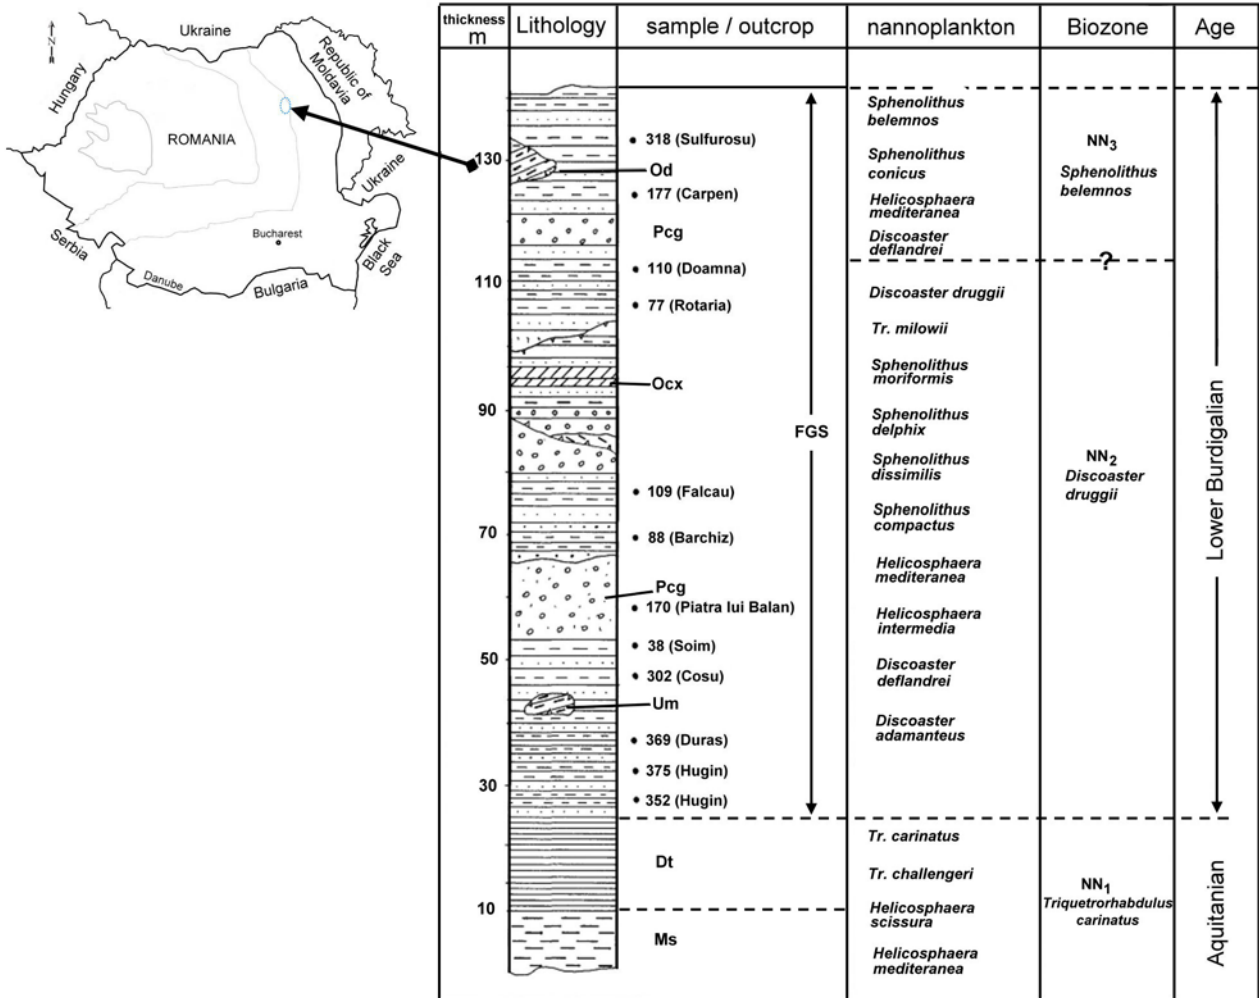 Ukraine
Republic of
Moldavia
Hungary
N
ROMANIA
Ukraine
Bucharest
Serbia
Danube
Bulgaria
Black
Sea
thickness
m
Lithology
sample / outcrop
nannoplankton
Biozone
Age
130
110
90
70
50
30
10
318 (Sulfurosu)
Od
177 (Carpen)
Pcg
110 (Doamna)
77 (Rotaria)
Ocx
109 (Falcau)
88 (Barchiz)
Pcg
170 (Piatra lui Balan)
38 (Soim)
302 (Cosu)
Um
369 (Duras)
375 (Hugin)
352 (Hugin)
Dt
Ms
FGS
Sphenolithus
belemnos
Sphenolithus
conicus
Helicosphaera
mediteranea
Discoaster
deflandrei
Discoaster druggii
Tr. milowii
Sphenolithus
moriformis
Sphenolithus
delphix
Sphenolithus
dissimilis
Sphenolithus
compactus
Helicosphaera
mediteranea
Helicosphaera
intermedia
Discoaster
deflandrei
Discoaster
adamanteus
Tr. carinatus
Tr. challengeri
Helicosphaera
scissura
Helicosphaera
mediteranea
NN3
Sphenolithus
belemnos
?
NN2
Discoaster
druggii
NN1
Triquetrorhabdulus
carinatus
Lower Burdigalian
Aquitanian